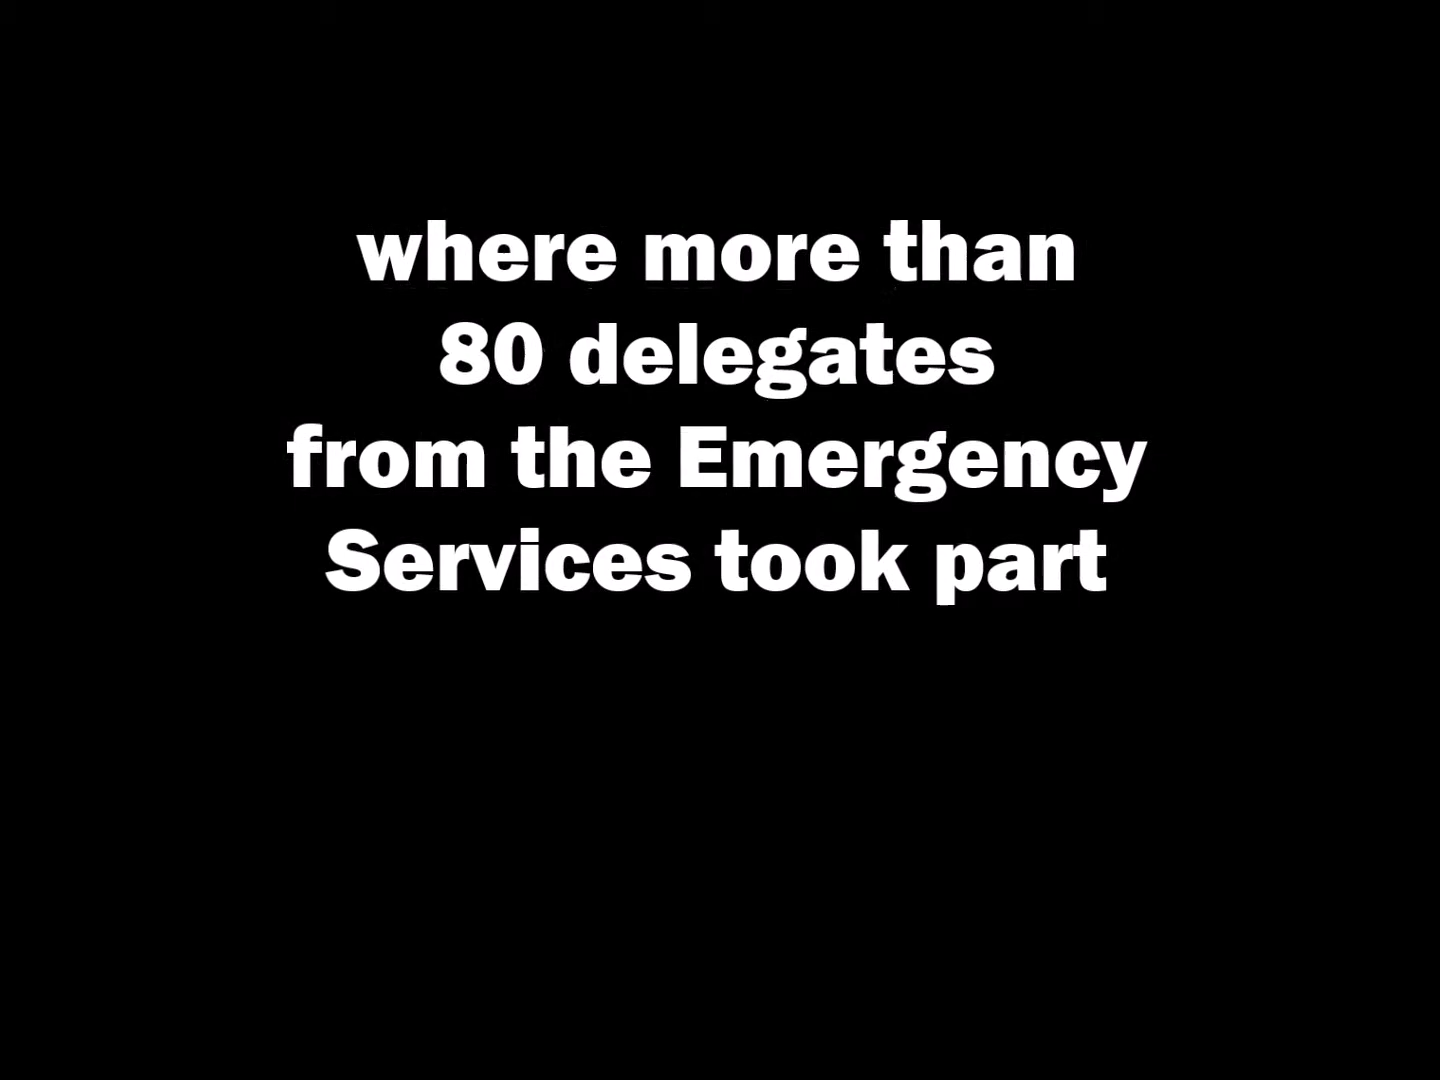 where more than
80 delegates
from the Emergency
Services took part